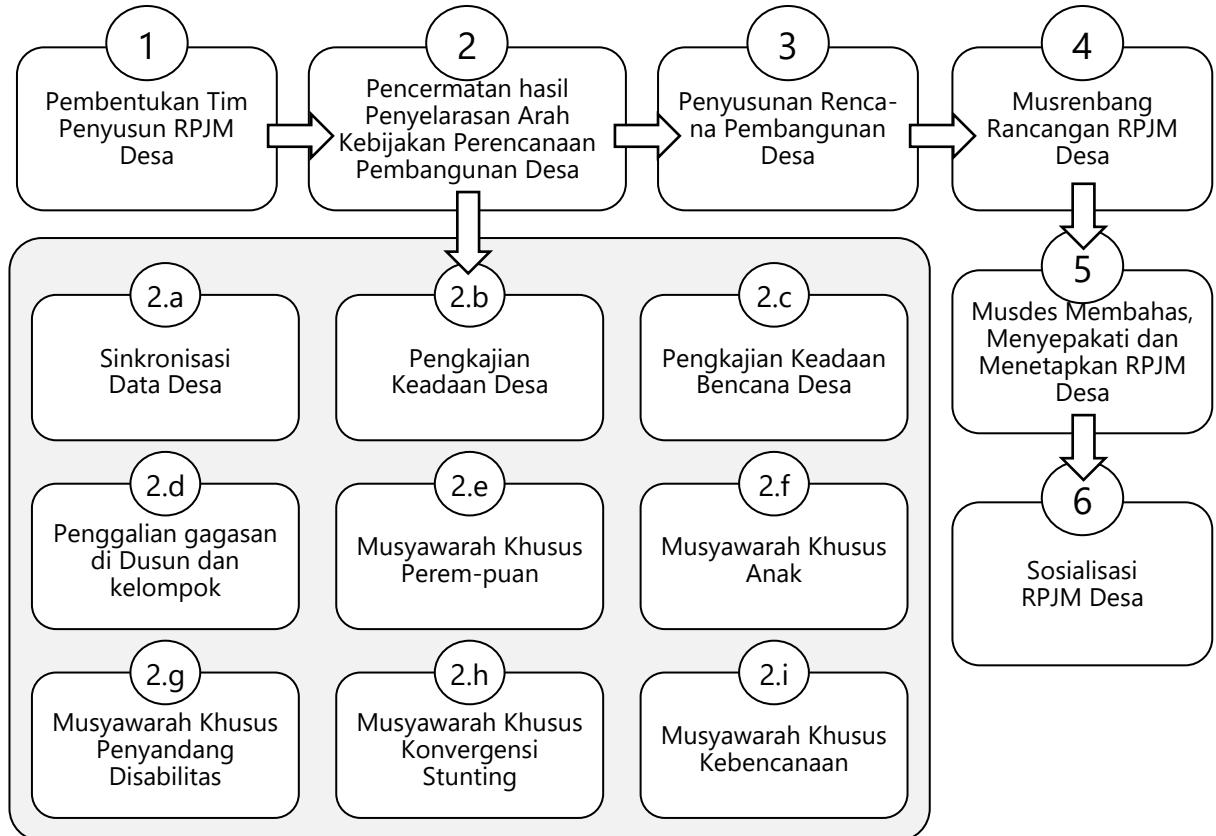 1
Pembentukan Tim
Penyusun RPJM
Desa
2
Pencermatan hasil
Penyelarasan Arah
Kebijakan Perencanaan
Pembangunan Desa
3
Penyusunan Renca-
na Pembangunan
Desa
4
Musrenbang
Rancangan RPJM
Desa
5
Musdes Membahas,
Menyepakati dan
Menetapkan RPJM
Desa
6
Sosialisasi
RPJM Desa
2.a
Sinkronisasi
Data Desa
2.b
Pengkajian
Keadaan Desa
2.c
Pengkajian Keadaan
Bencana Desa
2.d
Penggalian gagasan
di Dusun dan
kelompok
2.e
Musyawarah Khusus
Perem-puan
2.f
Musyawarah Khusus
Anak
2.g
Musyawarah Khusus
Penyandang
Disabilitas
2.h
Musyawarah Khusus
Konvergensi
Stunting
2.i
Musyawarah Khusus
Kebencanaan